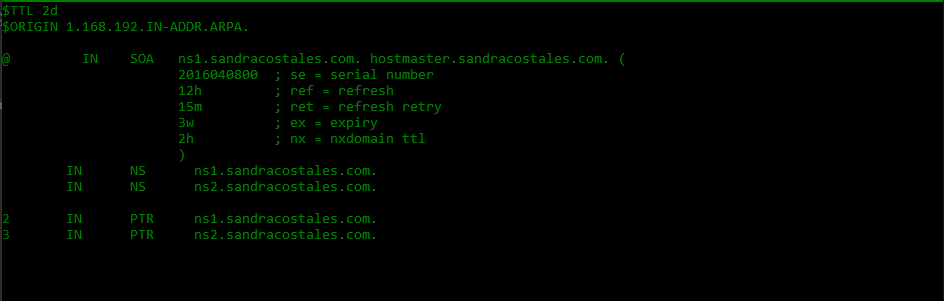 $TTL 2d
$ORIGIN 1.168.192.IN-ADDR.ARPA.
@ IN SOA ns1.sandracostales.com. hostmaster.sandracostales.com. (
2016040800 ; se = serial number
12h ; ref = refresh
15m ; ret = refresh retry
3w ; ex = expiry
2h ; nx = nxdomain ttl
)
IN NS ns1.sandracostales.com.
IN NS ns2.sandracostales.com.
2 IN PTR ns1.sandracostales.com.
3 IN PTR ns2.sandracostales.com.